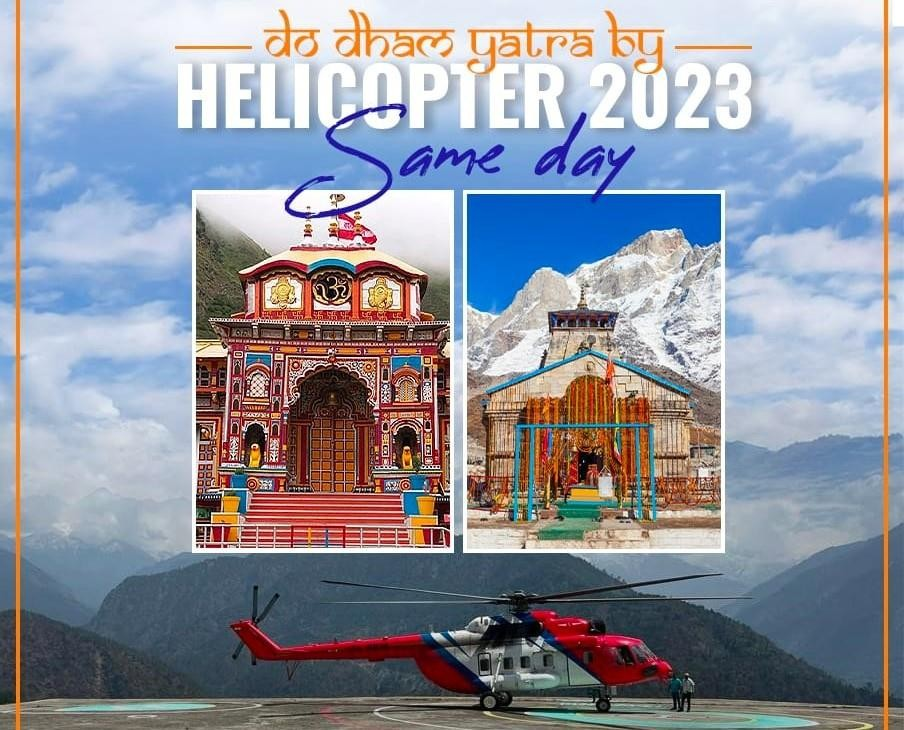 do dham yatra by
HELICOPTER 2023
Same day
ॐ